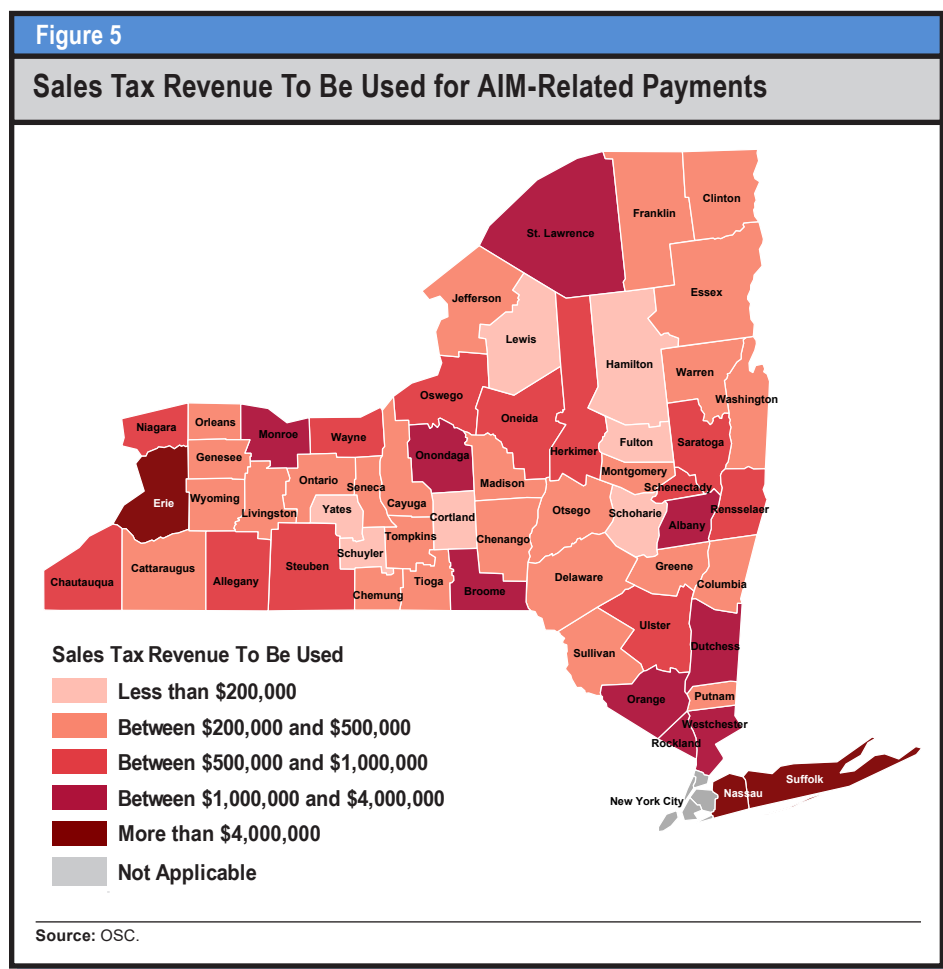 Figure 5
Sales Tax Revenue To Be Used for AIM-Related Payments
Clinton
Franklin
St. Lawrence
Essex
Jefferson
Lewis
Hamilton
Warren
Washington
Oswego
Oneida
Herkimer
Fulton
Saratoga
Niagara
Orleans
Monroe
Wayne
Onondaga
Genesee
Ontario
Seneca
Madison
Montgomery
Schenectady
Erie
Wyoming
Livingston
Yates
Cayuga
Cortland
Otsego
Schoharie
Albany
Rensselaer
Tompkins
Chenango
Chautauqua
Cattaraugus
Allegany
Steuben
Schuyler
Chemung
Tioga
Broome
Delaware
Greene
Columbia
Ulster
Dutchess
Sullivan
Orange
Putnam
Westchester
Rockland
New York City
Nassau
Suffolk
Sales Tax Revenue To Be Used
Less than $200,000
Between $200,000 and $500,000
Between $500,000 and $1,000,000
Between $1,000,000 and $4,000,000
More than $4,000,000
Not Applicable
Source: OSC.